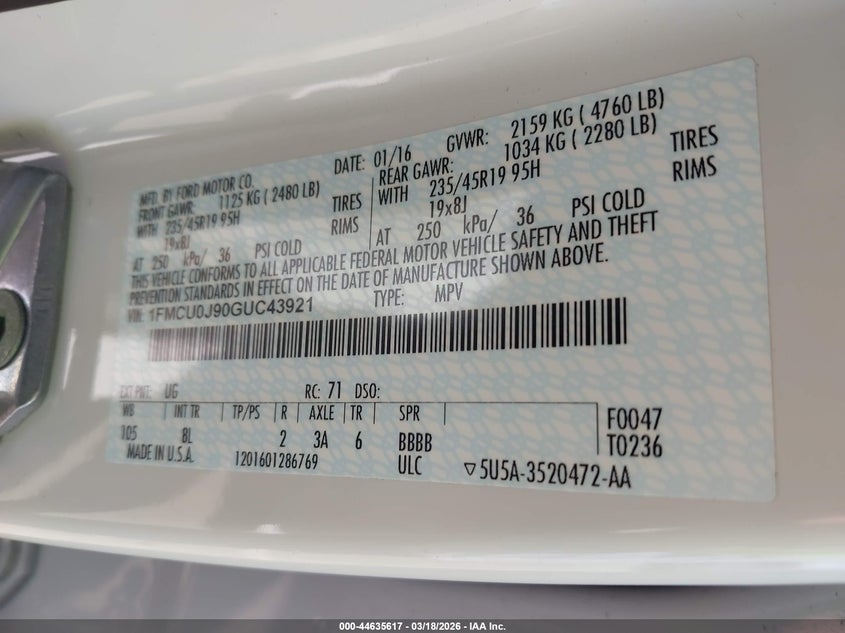 MFD. BY FORD MOTOR CO.
DATE: 01/16 GVWR: 2159 KG ( 4760 LB)
FRONT GAWR: 1125 KG ( 2480 LB)
REAR GAWR: 1034 KG ( 2280 LB)
WITH 235/45R19 95H TIRES
WITH 235/45R19 95H TIRES
19x8J RIMS
19x8J RIMS
AT 250 kPa/ 36 PSI COLD
AT 250 kPa/ 36 PSI COLD
THIS VEHICLE CONFORMS TO ALL APPLICABLE FEDERAL MOTOR VEHICLE SAFETY AND THEFT
PREVENTION STANDARDS IN EFFECT ON THE DATE OF MANUFACTURE SHOWN ABOVE.
VIN: 1FMCU0J90GUC43921 TYPE: MPV
EXT PNT: UG RC: 71 DSO:
WB INT TR TP/PS R AXLE TR SPR
105 8L 2 3A 6 BBBB
F0047
T0236
MADE IN U.S.A. 1201601286769 ULC ▽5U5A-3520472-AA
000-44635617 - 03/18/2026 - IAA Inc.